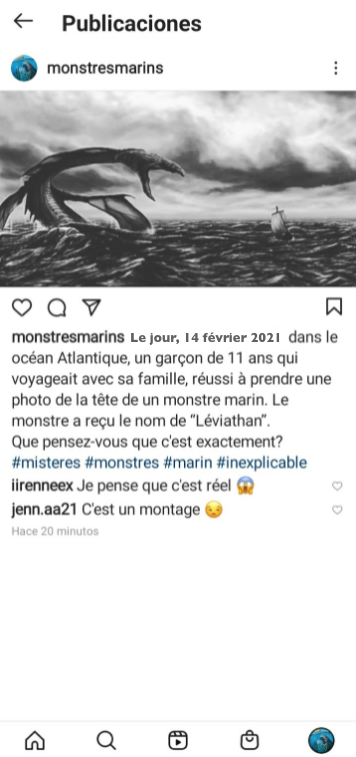 Publicaciones
monstresmarins
monstresmarins Le jour, 14 février 2021 dans le
océan Atlantique, un garçon de 11 ans qui
voyageait avec sa famille, réussi à prendre une
photo de la tête de un monstre marin. Le
monstre a reçu le nom de “Léviathan”.
Que pensez-vous que c'est exactement?
#misteres #monstres #marin #inexplicable
iirenneex Je pense que c'est réel 😱
jenn.aa21 C'est un montage 😒
Hace 20 minutos